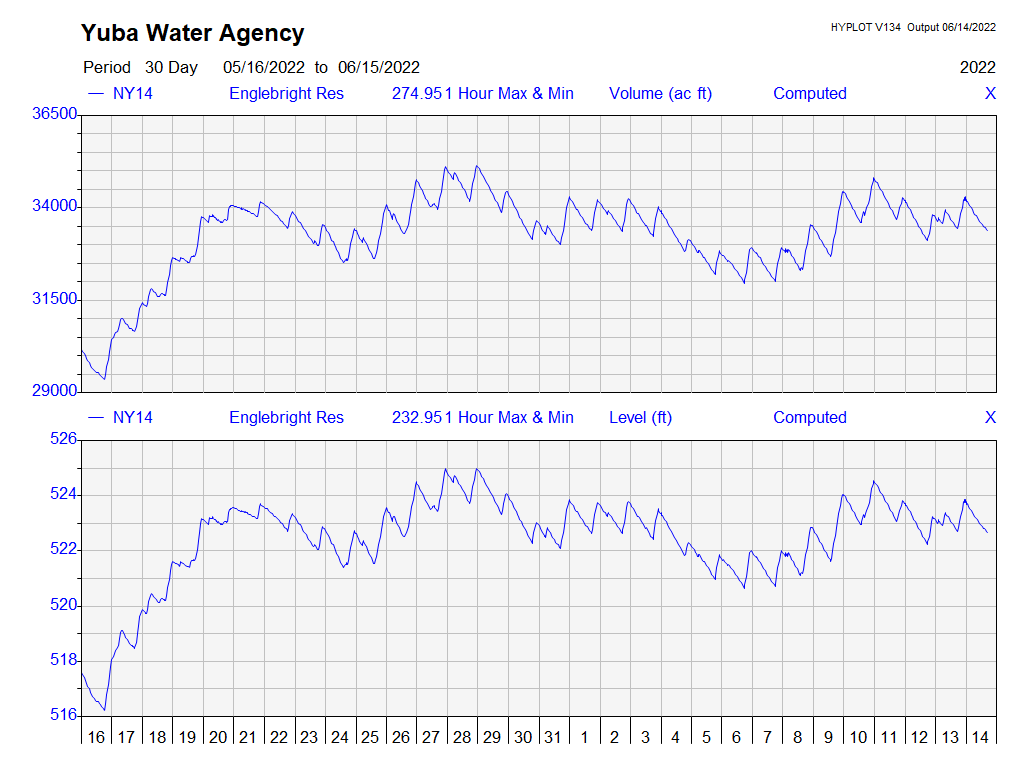 Yuba Water Agency
HYPLOT V134 Output 06/14/2022
Period 30 Day 05/16/2022 to 06/15/2022 2022
— NY14 Englebright Res 274.951 Hour Max & Min Volume (ac ft) Computed X
36500
34000
31500
29000
— NY14 Englebright Res 232.951 Hour Max & Min Level (ft) Computed X
526
524
522
520
518
516
16 17 18 19 20 21 22 23 24 25 26 27 28 29 30 31 1 2 3 4 5 6 7 8 9 10 11 12 13 14